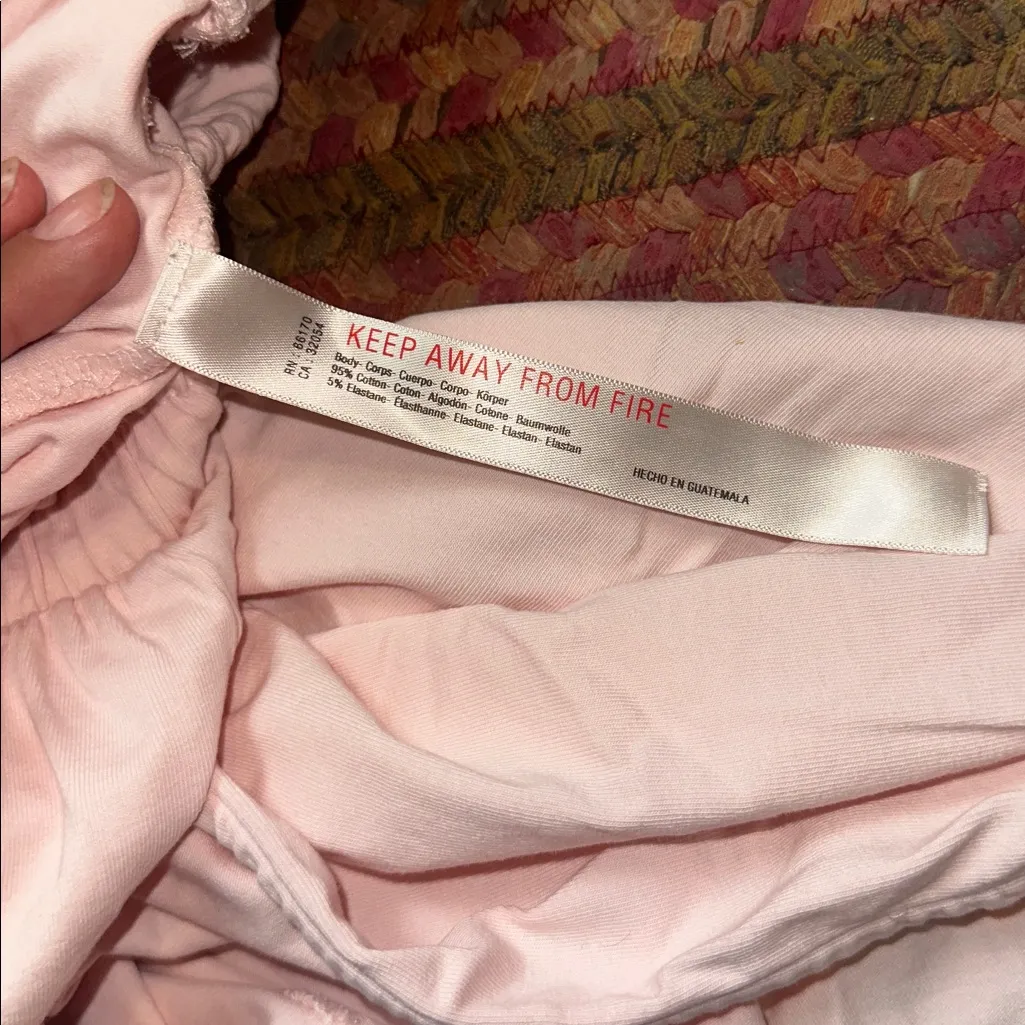 RN : 66170
CA : 32054
KEEP AWAY FROM FIRE
Body- Corps- Cuerpo- Corpo- Körper
95% Cotton- Coton- Algodón- Cotone- Baumwolle
5% Elastane- Élasthanne- Elastane- Elastan- Elastan
HECHO EN GUATEMALA